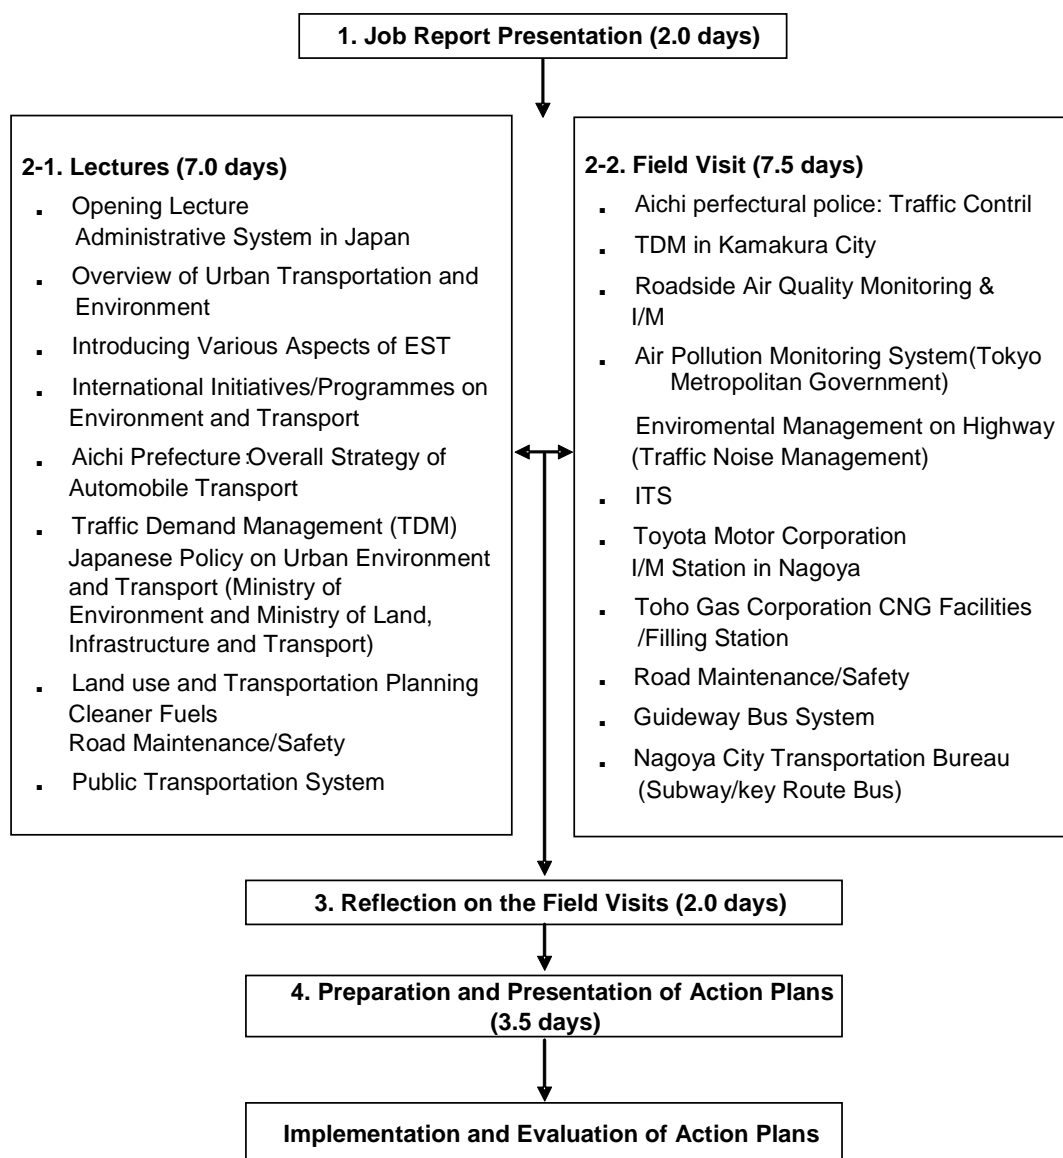 1. Job Report Presentation (2.0 days)
2-1. Lectures (7.0 days)
▪ Opening Lecture
Administrative System in Japan
▪ Overview of Urban Transportation and
Environment
▪ Introducing Various Aspects of EST
▪ International Initiatives/Programmes on
Environment and Transport
▪ Aichi Prefecture :Overall Strategy of
Automobile Transport
▪ Traffic Demand Management (TDM)
Japanese Policy on Urban Environment
and Transport (Ministry of
Environment and Ministry of Land,
Infrastructure and Transport)
▪ Land use and Transportation Planning
Cleaner Fuels
Road Maintenance/Safety
▪ Public Transportation System
2-2. Field Visit (7.5 days)
▪ Aichi perfectural police: Traffic Contril
▪ TDM in Kamakura City
▪ Roadside Air Quality Monitoring &
I/M
▪ Air Pollution Monitoring System(Tokyo
Metropolitan Government)
Enviromental Management on Highway
(Traffic Noise Management)
▪ ITS
▪ Toyota Motor Corporation
I/M Station in Nagoya
▪ Toho Gas Corporation CNG Facilities
/Filling Station
▪ Road Maintenance/Safety
▪ Guideway Bus System
▪ Nagoya City Transportation Bureau
(Subway/key Route Bus)
3. Reflection on the Field Visits (2.0 days)
4. Preparation and Presentation of Action Plans
(3.5 days)
Implementation and Evaluation of Action Plans